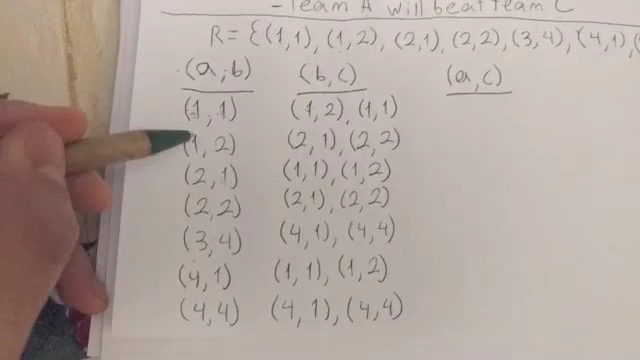 - Team A will beat team C
R = {(1,1), (1,2), (2,1), (2,2), (3,4), (4,1),
(a,b) (b,c) (a,c)
(1,1) (1,2), (1,1)
(1,2) (2,1), (2,2)
(2,1) (1,1), (1,2)
(2,2) (2,1), (2,2)
(3,4) (4,1), (4,4)
(4,1) (1,1), (1,2)
(4,4) (4,1), (4,4)